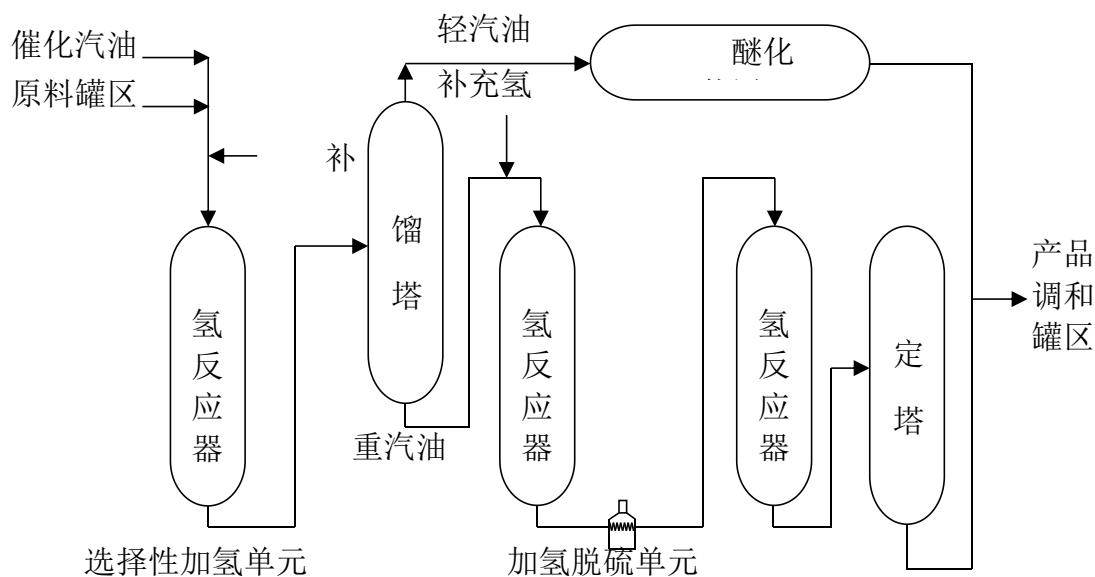 催化汽油
原料罐区
轻汽油
补充氢
醚化
补
馏
塔
氢
反
应
器
氢
反
应
器
氢
反
应
器
定
塔
产品
调和
罐区
重汽油
选择性加氢单元
加氢脱硫单元